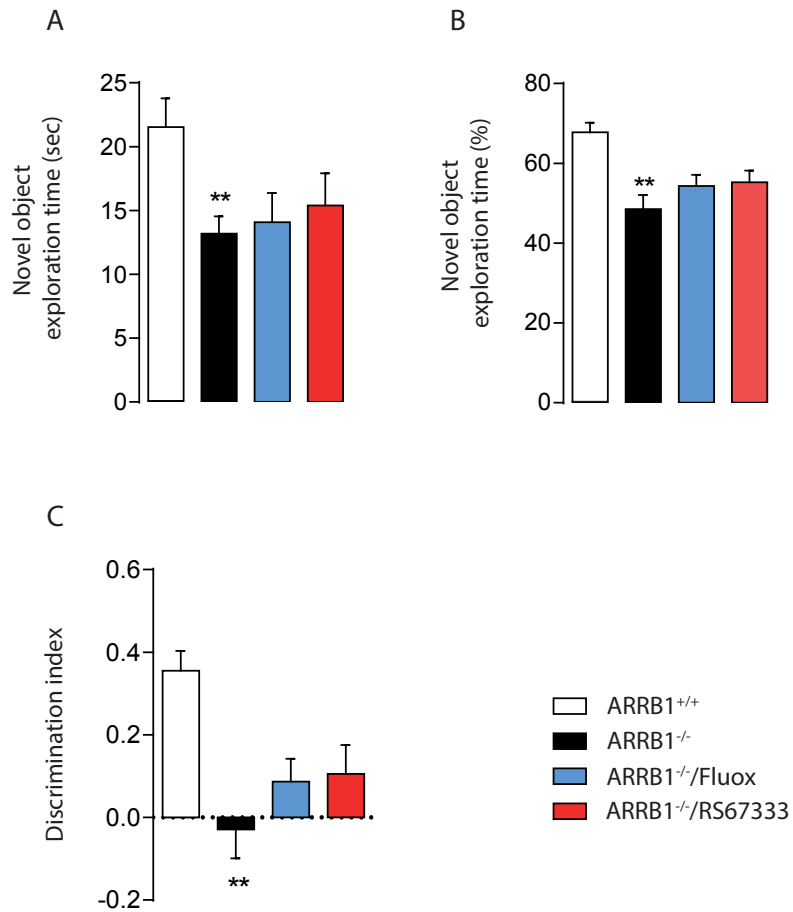 A
Novel object
exploration time (sec)
25
20
15
10
5
0
**
B
Novel object
exploration time (%)
80
60
40
20
0
**
C
Discrimination index
0.6
0.4
0.2
0.0
-0.2
**
ARRB1+/+
ARRB1-/-
ARRB1-/-/Fluox
ARRB1-/-/RS67333